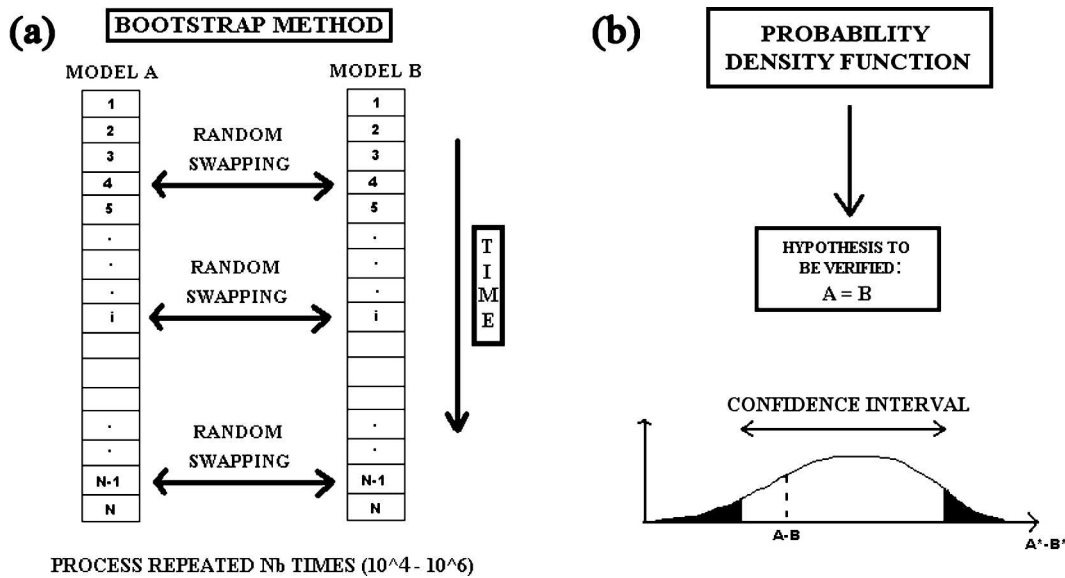 (a)
BOOTSTRAP METHOD
MODEL A
MODEL B
1
2
3
4
5
.
.
.
i
.
.
N-1
N
RANDOM
SWAPPING
RANDOM
SWAPPING
RANDOM
SWAPPING
1
2
3
4
5
.
.
.
i
.
.
N-1
N
TIME
PROCESS REPEATED Nb TIMES (10^4 - 10^6)
(b)
PROBABILITY
DENSITY FUNCTION
HYPOTHESIS TO
BE VERIFIED:
A = B
CONFIDENCE INTERVAL
A-B
A*-B*